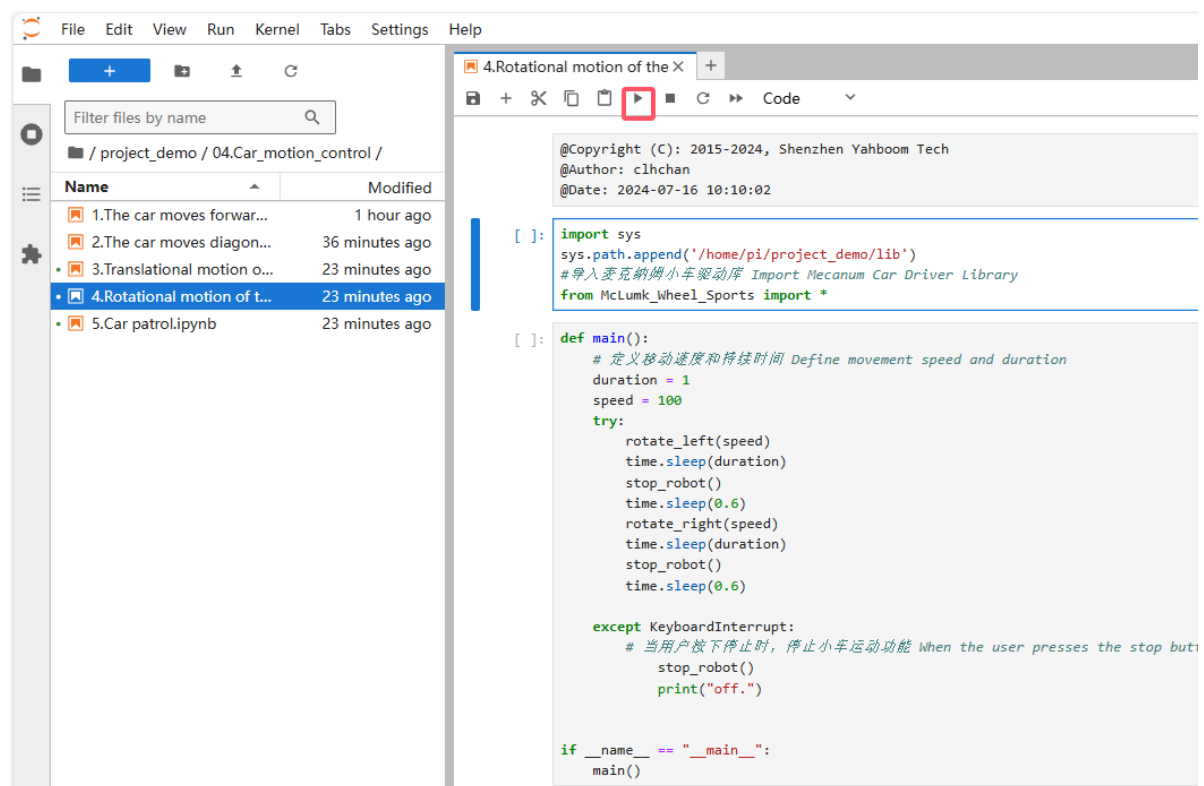 File Edit View Run Kernel Tabs Settings Help
4.Rotational motion of the
Code
Filter files by name
/ project_demo / 04.Car_motion_control /
Name Modified
1.The car moves forwar... 1 hour ago
2.The car moves diagon... 36 minutes ago
3.Translational motion o... 23 minutes ago
4.Rotational motion of t... 23 minutes ago
5.Car patrol.ipynb 23 minutes ago
@Copyright (C): 2015-2024, Shenzhen Yahboom Tech
@Author: clhchan
@Date: 2024-07-16 10:10:02
[ ]: import sys
sys.path.append('/home/pi/project_demo/lib')
#导入麦克纳姆小车驱动库 Import Mecanum Car Driver Library
from McLumk_Wheel_Sports import *
[ ]: def main():
# 定义移动速度和持续时间 Define movement speed and duration
duration = 1
speed = 100
try:
rotate_left(speed)
time.sleep(duration)
stop_robot()
time.sleep(0.6)
rotate_right(speed)
time.sleep(duration)
stop_robot()
time.sleep(0.6)
except KeyboardInterrupt:
# 当用户按下停止时，停止小车运动功能 When the user presses the stop butt
stop_robot()
print("off.")
if __name__ == "__main__":
main()